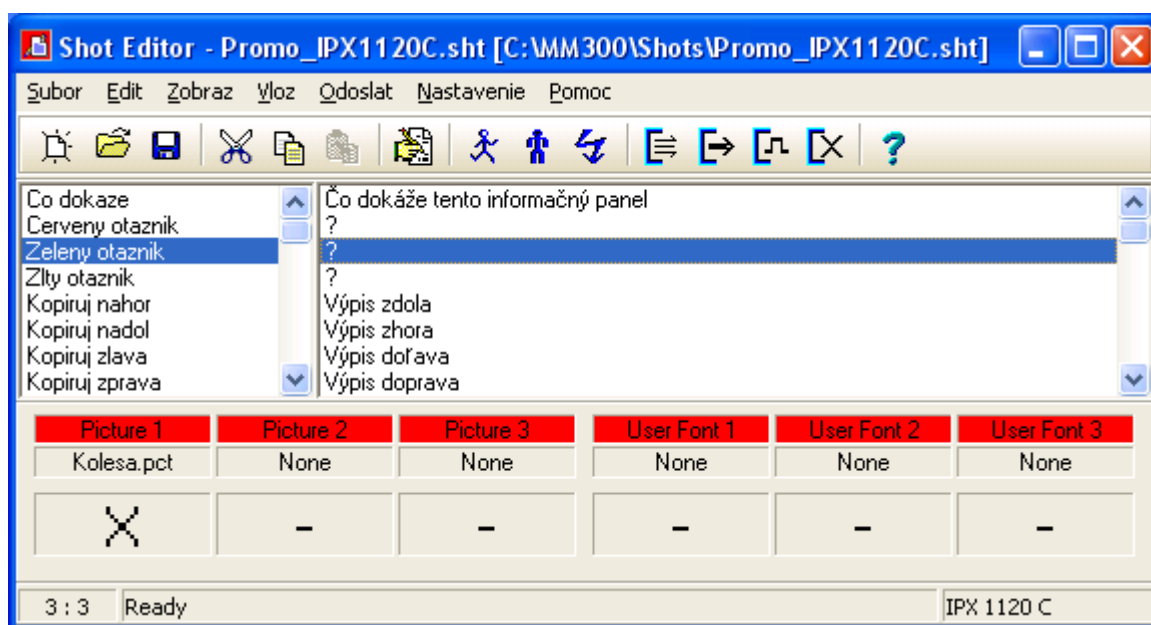 Shot Editor - Promo_IPX1120C.sht [C:\MM300\Shots\Promo_IPX1120C.sht]
Subor Edit Zobraz Vloz Odoslat Nastavenie Pomoc
Co dokaze
Cerveny otaznik
Zeleny otaznik
Zlty otaznik
Kopiruj nahor
Kopiruj nadol
Kopiruj zlava
Kopiruj zprava
Čo dokáže tento informačný panel
?
?
?
Výpis zdola
Výpis zhora
Výpis doľava
Výpis doprava
Picture 1 Picture 2 Picture 3 User Font 1 User Font 2 User Font 3
Kolesa.pct None None None None None
- - - - -
3 : 3 Ready IPX 1120 C